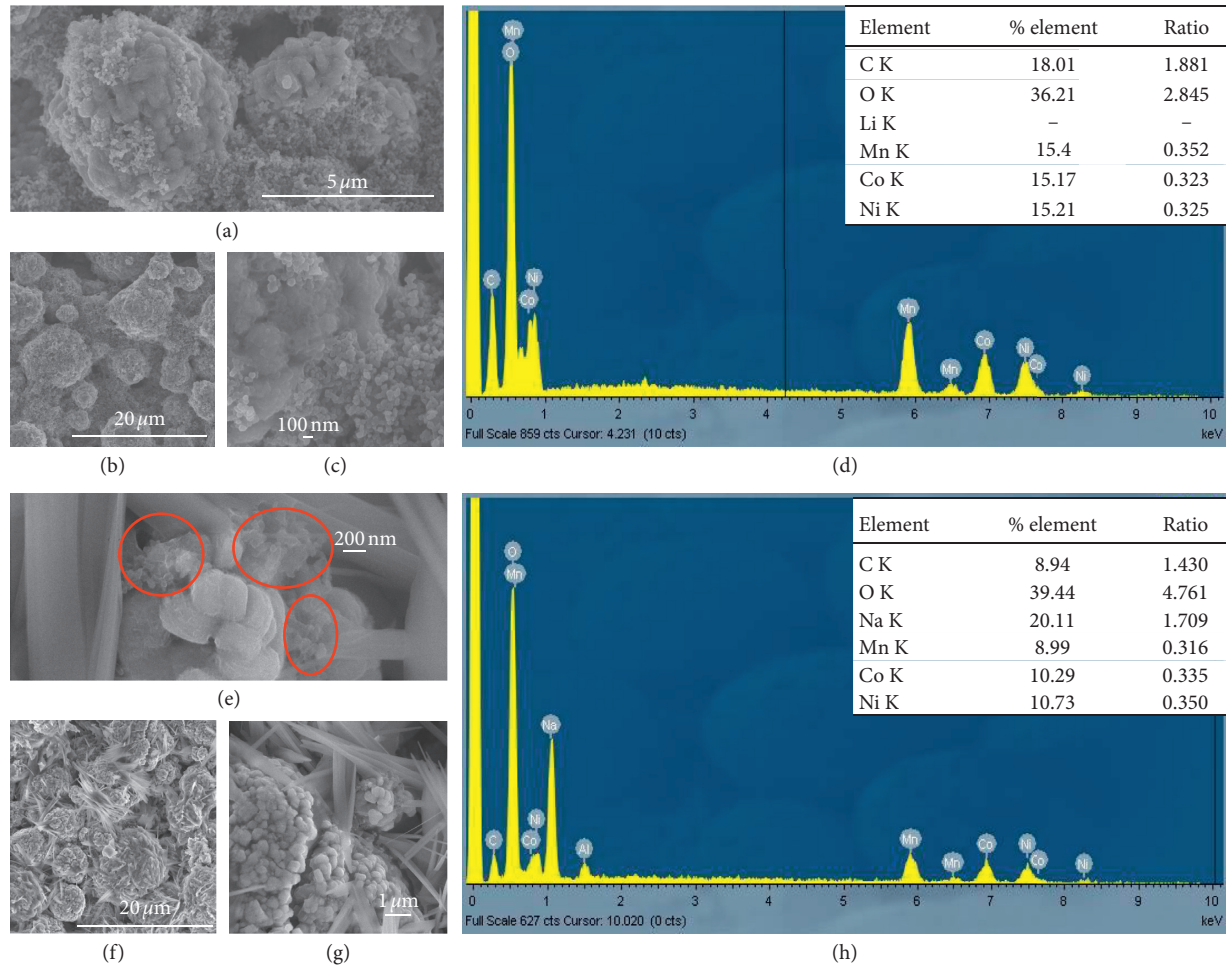 5 μm
(a)
20 μm
(b)
100 nm
(c)
Mn
O
C
Ni
Co
Mn
Mn
Co
Ni
Co
Ni
Element % element Ratio
C K 18.01 1.881
O K 36.21 2.845
Li K – –
Mn K 15.4 0.352
Co K 15.17 0.323
Ni K 15.21 0.325
0 1 2 3 4 5 6 7 8 9 10
Full Scale 859 cts Cursor: 4.231 (10 cts) keV
(d)
200 nm
(e)
20 μm
(f)
1 μm
(g)
O
Mn
Na
C
Ni
Co
Al
Mn
Mn
Co
Ni
Co
Ni
Element % element Ratio
C K 8.94 1.430
O K 39.44 4.761
Na K 20.11 1.709
Mn K 8.99 0.316
Co K 10.29 0.335
Ni K 10.73 0.350
0 1 2 3 4 5 6 7 8 9 10
Full Scale 627 cts Cursor: 10.020 (0 cts) keV
(h)